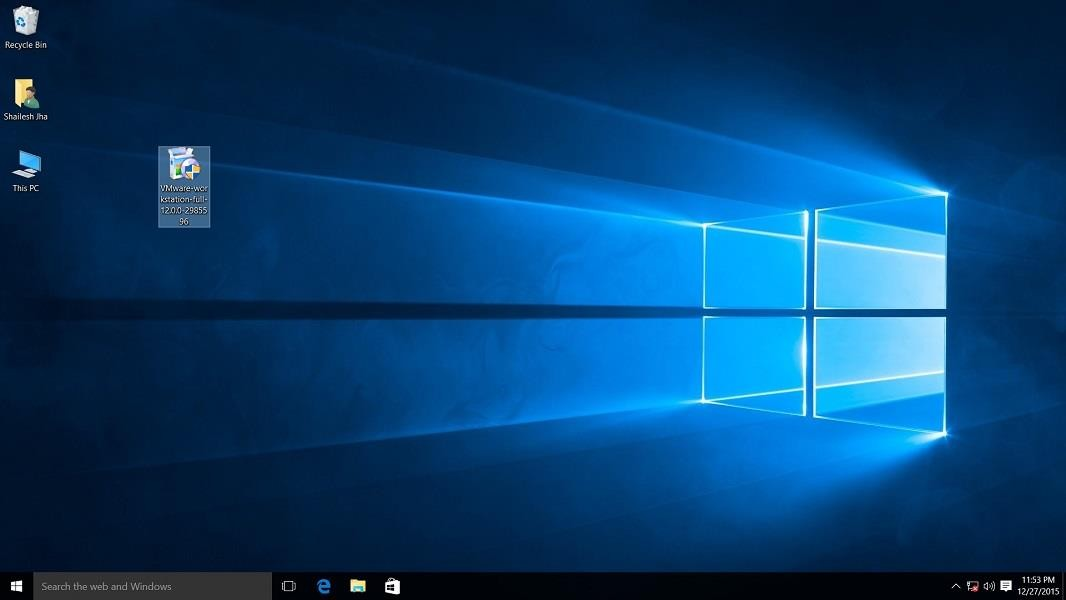 Recycle Bin
Shailesh Jha
This PC
VMware-wor
kstation-full-
12.0.0-29855
96
Search the web and Windows
11:53 PM
12/27/2015